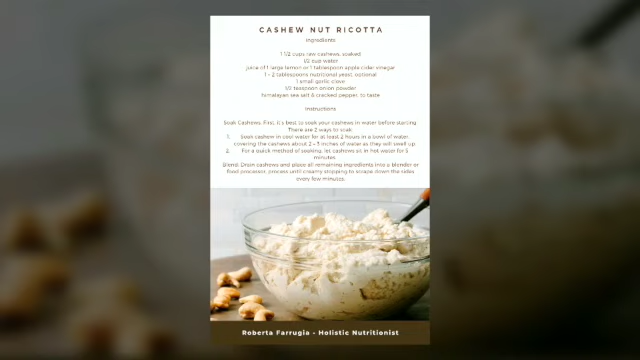 CASHEW NUT RICOTTA
Ingredients
1 1/2 cups raw cashews, soaked
1/2 cup water
juice of 1 large lemon or 1 tablespoon apple cider vinegar
1 - 2 tablespoons nutritional yeast, optional
1 small garlic clove
1/2 teaspoon onion powder
himalayan sea salt & cracked pepper, to taste
Instructions
Soak Cashews. First, it's best to soak your cashews in water before starting.
There are 2 ways to soak:
1. Soak cashew in cool water for at least 2 hours in a bowl of water,
covering the cashews about 2 - 3 inches of water as they will swell up.
2. For a quick method of soaking, let cashews sit in hot water for 5
minutes.
Blend: Drain cashews and place all remaining ingredients into a blender or
food processor, process until creamy stopping to scrape down the sides
every few minutes.
Roberta Farrugia - Holistic Nutritionist